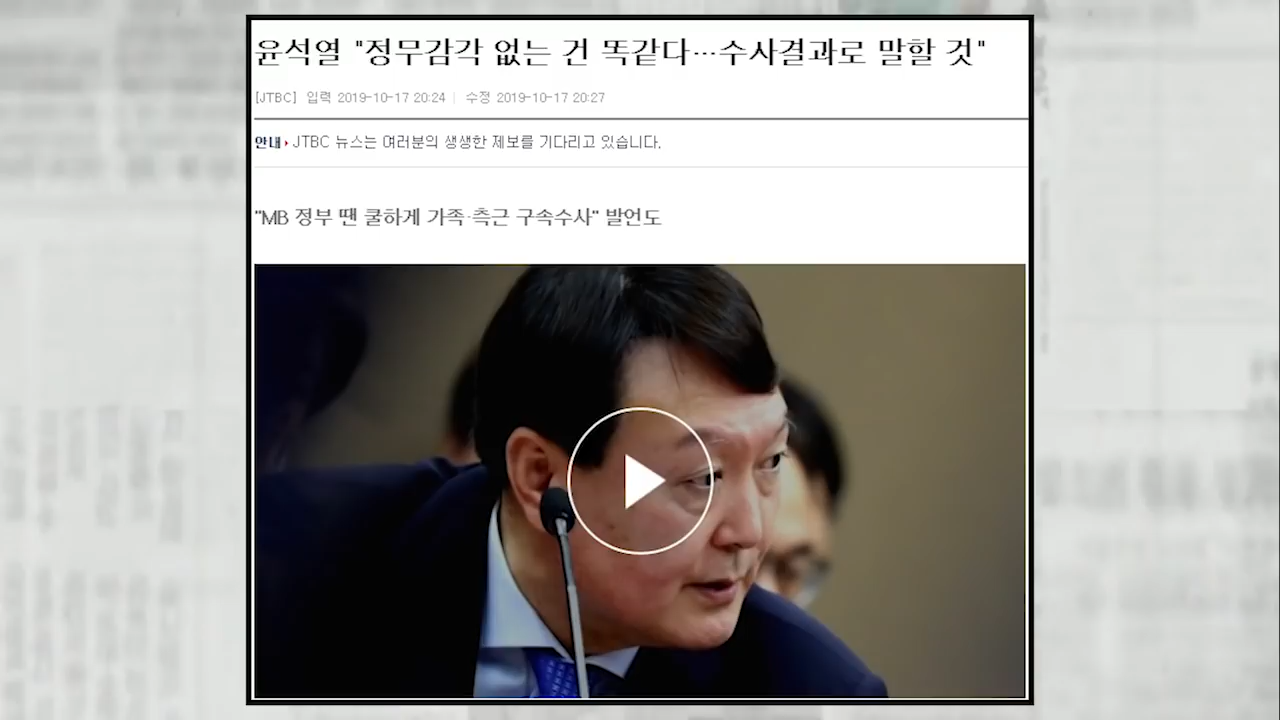 윤석열 "정무감각 없는 건 똑같다…수사결과로 말할 것"
[JTBC] 입력 2019-10-17 20:24 | 수정 2019-10-17 20:27
안내 JTBC 뉴스는 여러분의 생생한 제보를 기다리고 있습니다.
"MB 정부 땐 쿨하게 가족·측근 구속수사" 발언도